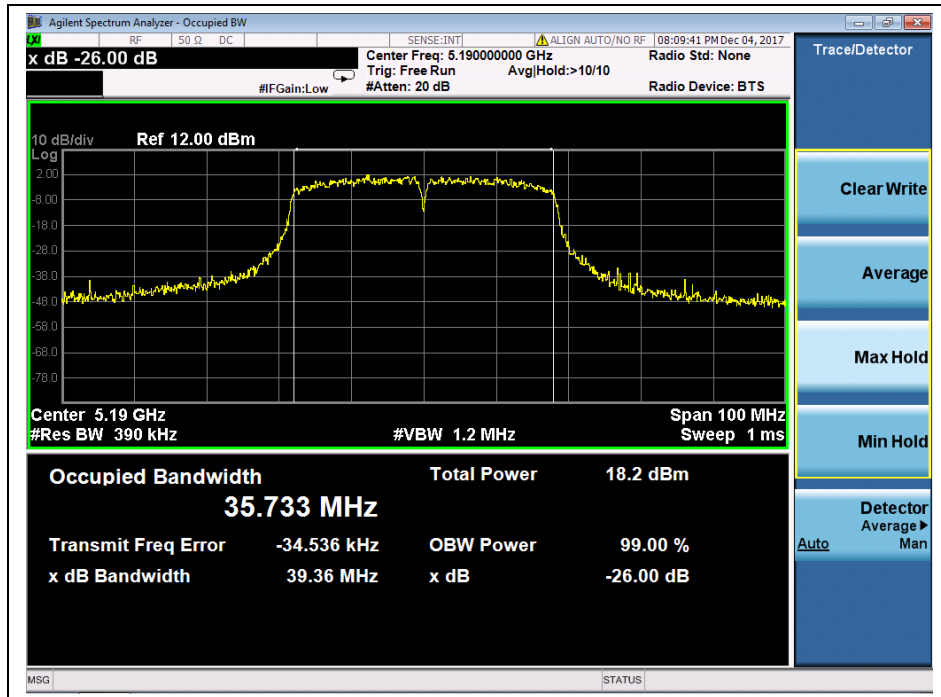 Agilent Spectrum Analyzer - Occupied BW
LXI RF 50 Ω DC SENSE:INT ALIGN AUTO/NO RF 08:09:41 PM Dec 04, 2017
x dB -26.00 dB
Center Freq: 5.190000000 GHz Radio Std: None
Trig: Free Run Avg|Hold:>10/10
#IFGain:Low #Atten: 20 dB Radio Device: BTS
10 dB/div Ref 12.00 dBm
Log
2.00
-8.00
-18.0
-28.0
-38.0
-48.0
-58.0
-68.0
-78.0
Center 5.19 GHz Span 100 MHz
#Res BW 390 kHz #VBW 1.2 MHz Sweep 1 ms
Occupied Bandwidth Total Power 18.2 dBm
35.733 MHz
Transmit Freq Error -34.536 kHz OBW Power 99.00 %
x dB Bandwidth 39.36 MHz x dB -26.00 dB
MSG STATUS
Trace/Detector
Clear Write
Average
Max Hold
Min Hold
Detector
Average▶
Auto Man